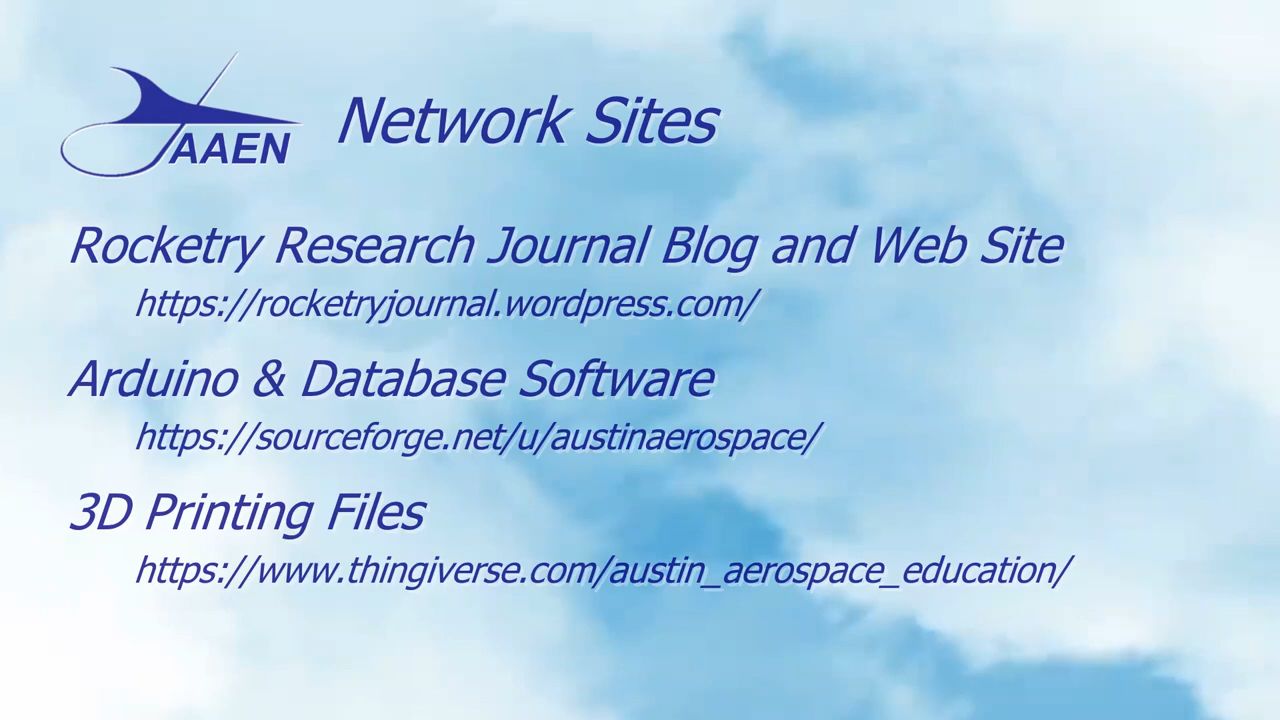 AAEN
Network Sites
Rocketry Research Journal Blog and Web Site
https://rocketryjournal.wordpress.com/
Arduino & Database Software
https://sourceforge.net/u/austinaerospace/
3D Printing Files
https://www.thingiverse.com/austin_aerospace_education/